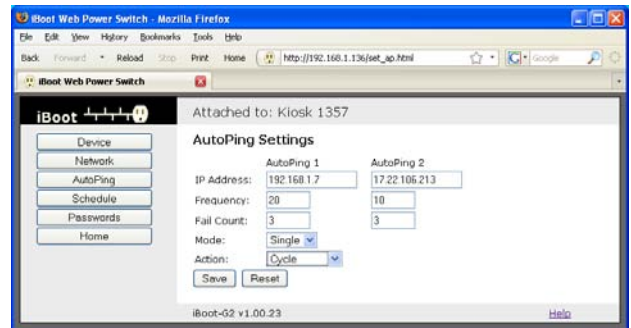 iBoot Web Power Switch - Mozilla Firefox
File Edit View History Bookmarks Tools Help
Back Forward Reload Stop Print Home http://192.168.1.136/set_ap.html Google
iBoot Web Power Switch
iBoot
Attached to: Kiosk 1357
Device
Network
AutoPing
Schedule
Passwords
Home
AutoPing Settings
AutoPing 1 AutoPing 2
IP Address: 192.168.1.7 17.22.106.213
Frequency: 20 10
Fail Count: 3 3
Mode: Single
Action: Cycle
Save Reset
iBoot-G2 v1.00.23 Help